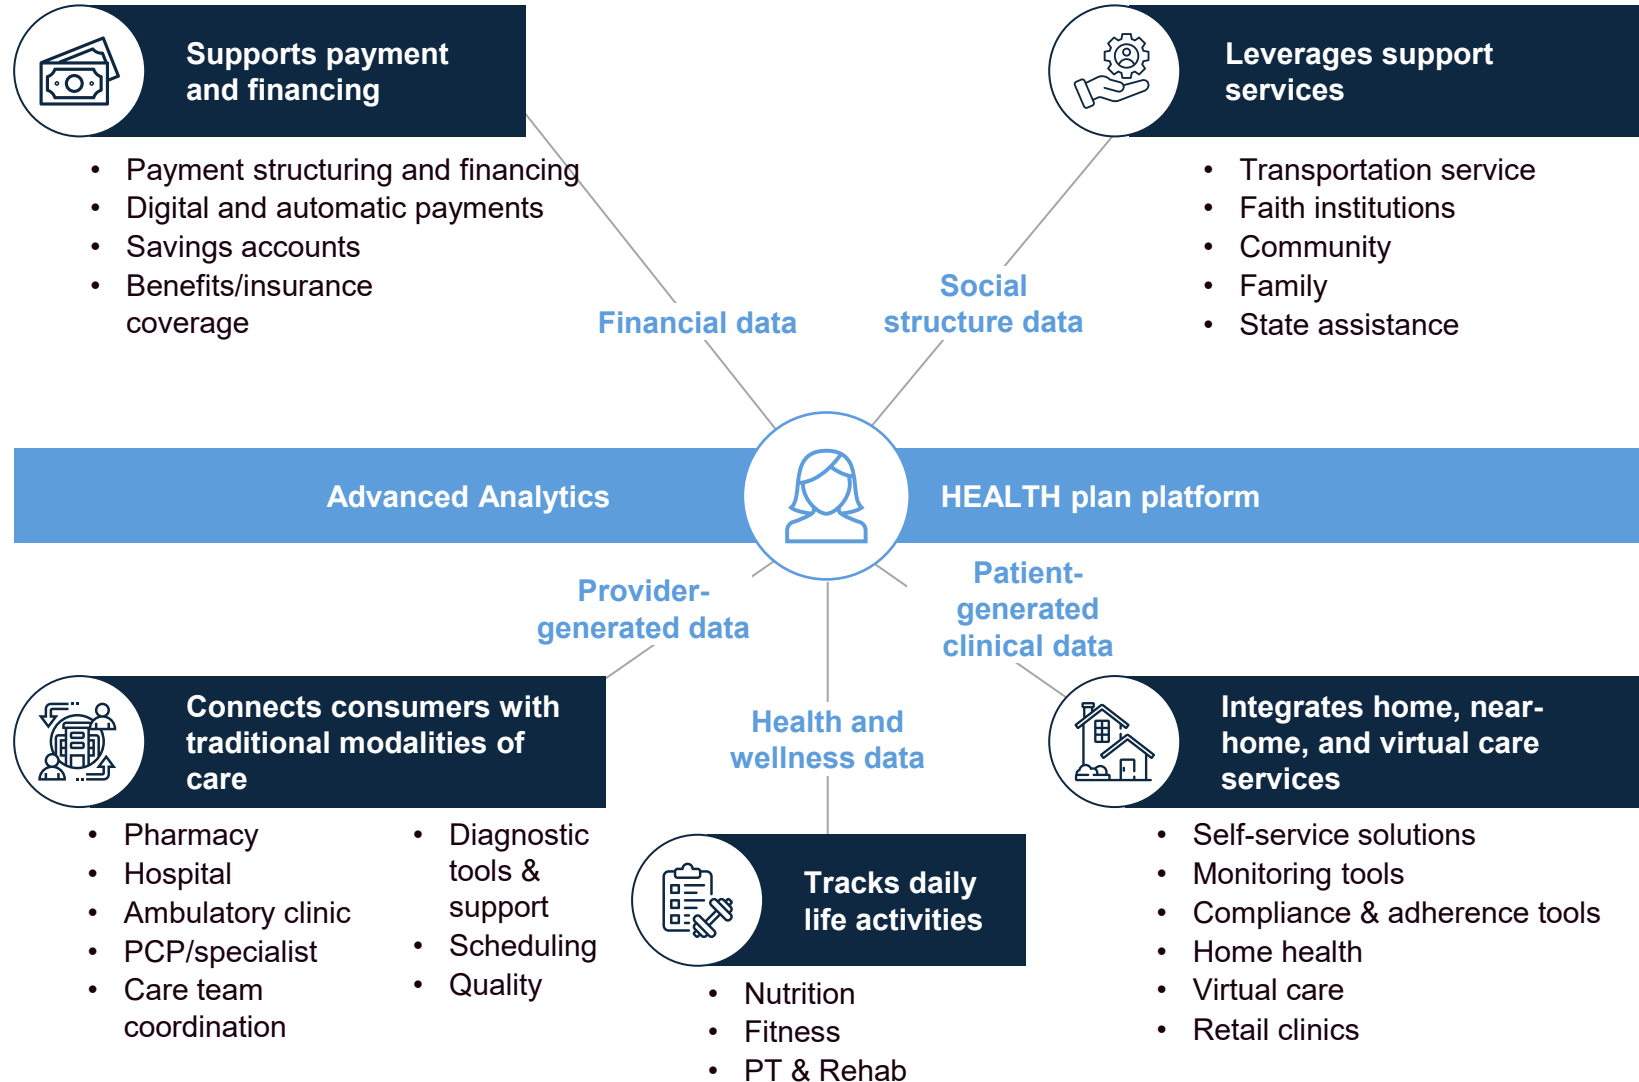 Supports payment
and financing
• Payment structuring and financing
• Digital and automatic payments
• Savings accounts
• Benefits/insurance
coverage
Leverages support
services
• Transportation service
• Faith institutions
• Community
• Family
• State assistance
Financial data
Social
structure data
Advanced Analytics
HEALTH plan platform
Provider-
generated data
Patient-
generated
clinical data
Health and
wellness data
Connects consumers with
traditional modalities of
care
• Pharmacy
• Hospital
• Ambulatory clinic
• PCP/specialist
• Care team
coordination
• Diagnostic
tools &
support
• Scheduling
• Quality
Tracks daily
life activities
• Nutrition
• Fitness
• PT & Rehab
Integrates home, near-
home, and virtual care
services
• Self-service solutions
• Monitoring tools
• Compliance & adherence tools
• Home health
• Virtual care
• Retail clinics